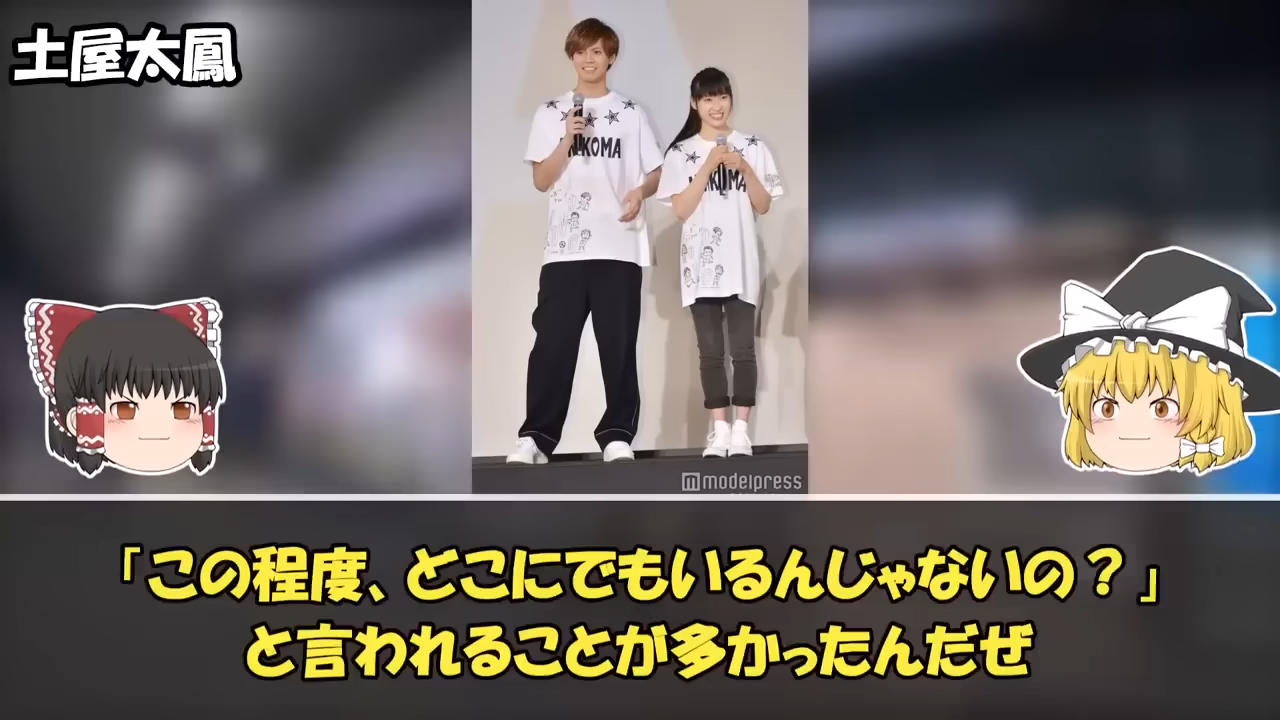 土屋太鳳
modelpress
「この程度、どこにでもいるんじゃないの？」
と言われることが多かったんだぜ